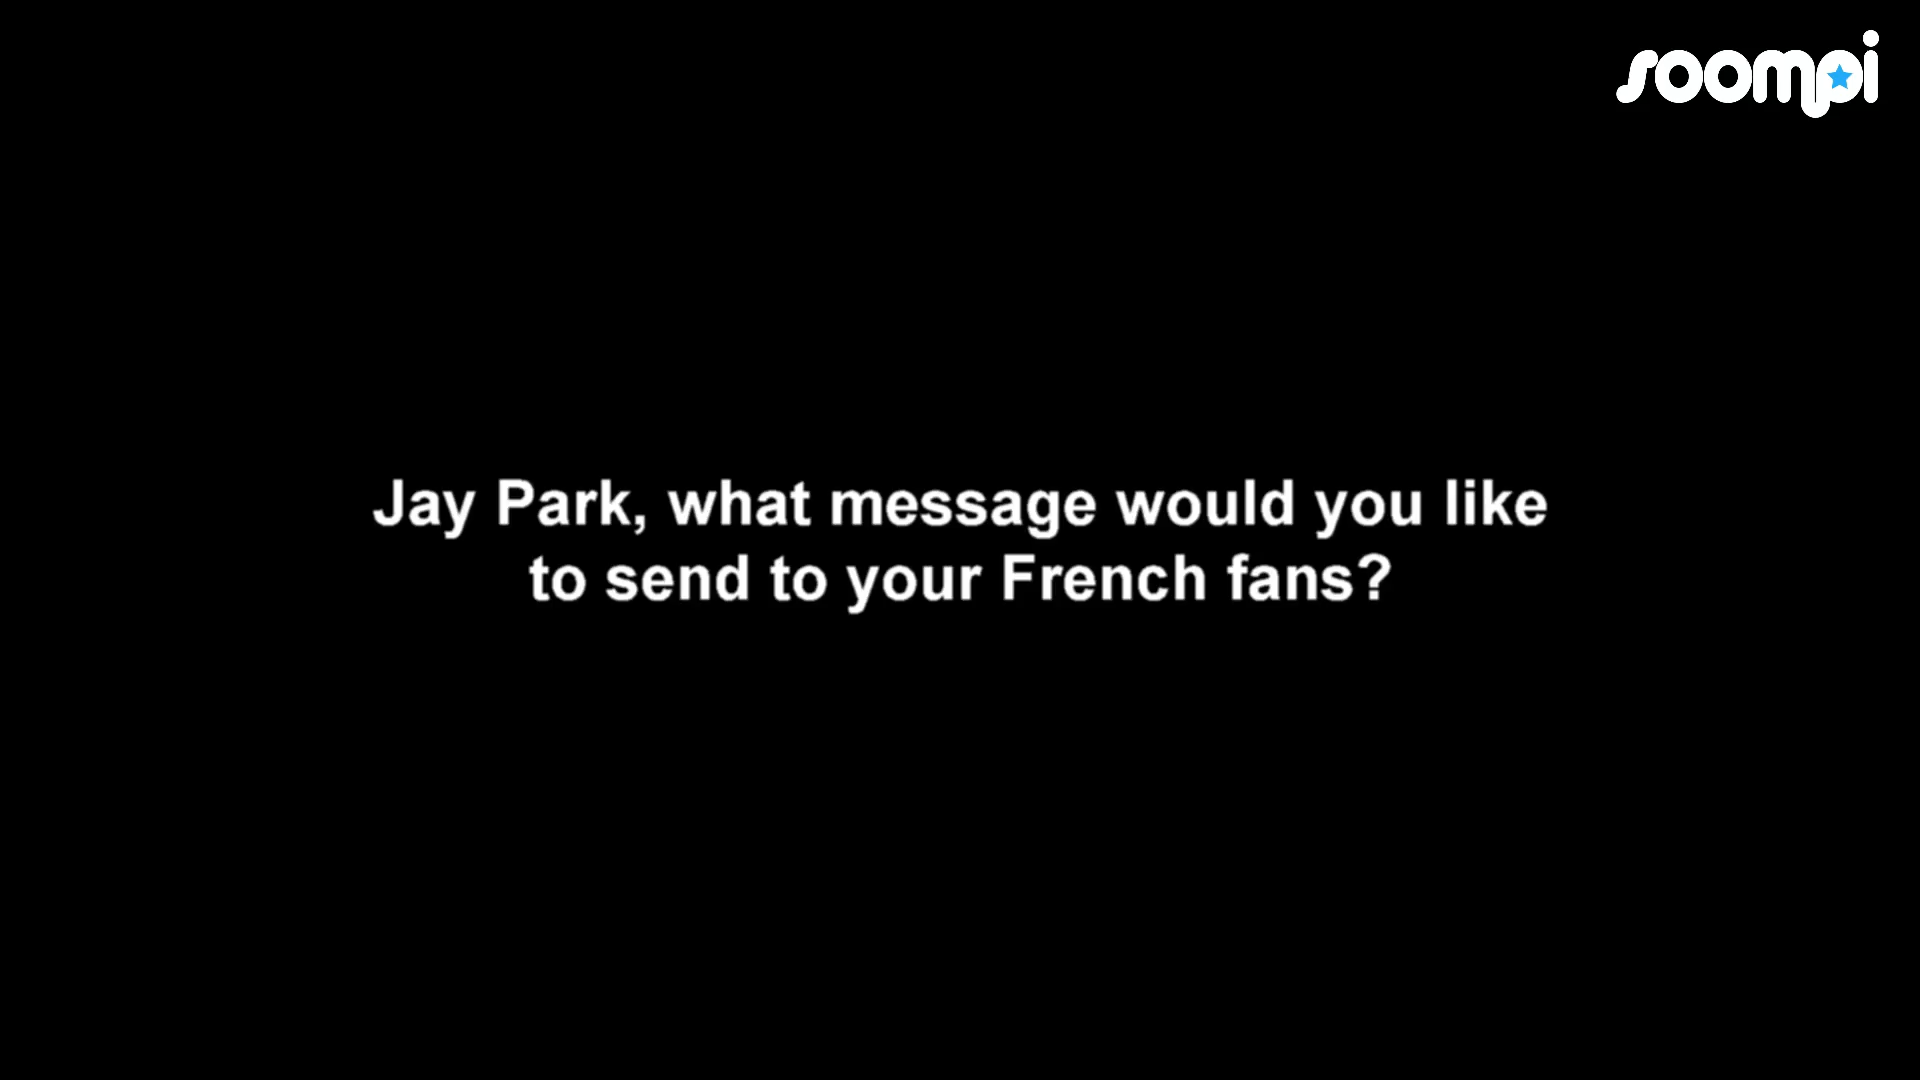 soompi
Jay Park, what message would you like
to send to your French fans?